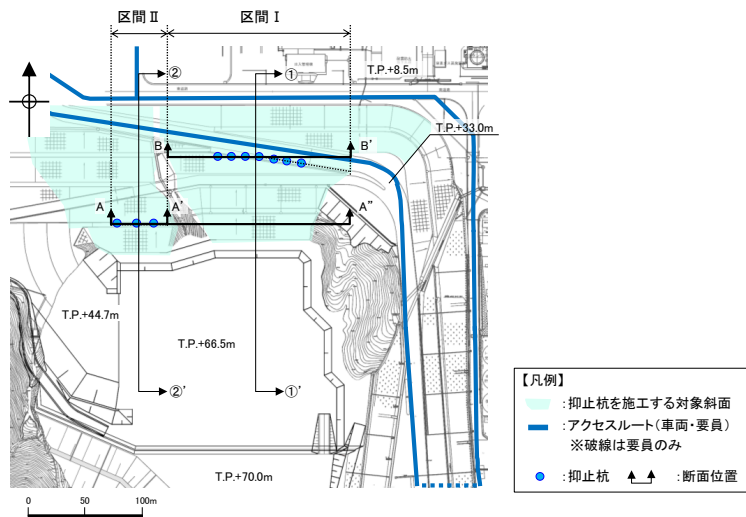 区間Ⅱ 区間Ⅰ
② ①
T.P.+8.5m
T.P.+33.0m
B B'
A A' A"
T.P.+44.7m
T.P.+66.5m
②' ①'
T.P.+70.0m
0 50 100m
【凡例】
:抑止杭を施工する対象斜面
:アクセスルート(車両・要員)
※破線は要員のみ
:抑止杭 :断面位置